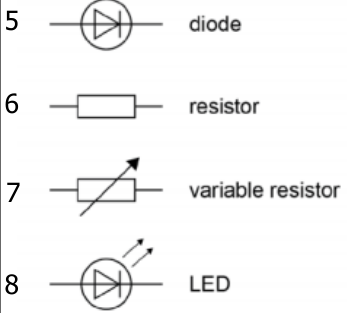 5 diode
6 resistor
7 variable resistor
8 LED